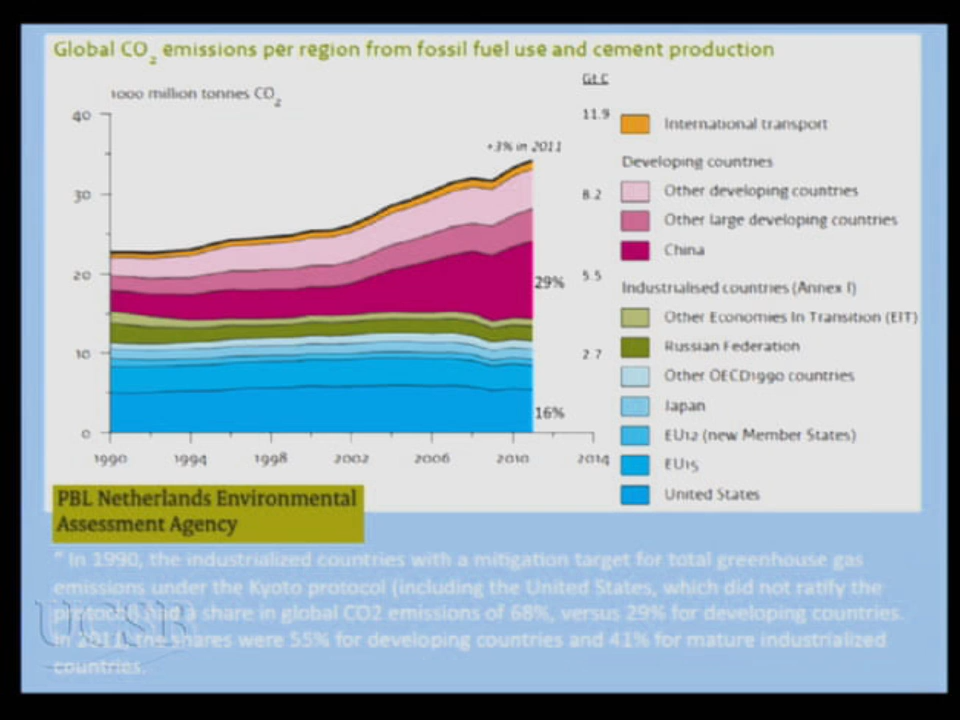 Global CO2 emissions per region from fossil fuel use and cement production
1000 million tonnes CO2
GtC
40
30
20
10
0
11.9
8.2
5.5
2.7
+3% in 2011
29%
16%
1990 1994 1998 2002 2006 2010 2014
International transport
Developing countries
Other developing countries
Other large developing countries
China
Industrialised countries (Annex I)
Other Economies In Transition (EIT)
Russian Federation
Other OECD1990 countries
Japan
EU12 (new Member States)
EU15
United States
PBL Netherlands Environmental
Assessment Agency
" In 1990, the industrialized countries with a mitigation target for total greenhouse gas
emissions under the Kyoto protocol (including the United States, which did not ratify the
protocol) had a share in global CO2 emissions of 68%, versus 29% for developing countries.
In 2011, the shares were 55% for developing countries and 41% for mature industrialized
countries.
UCSB